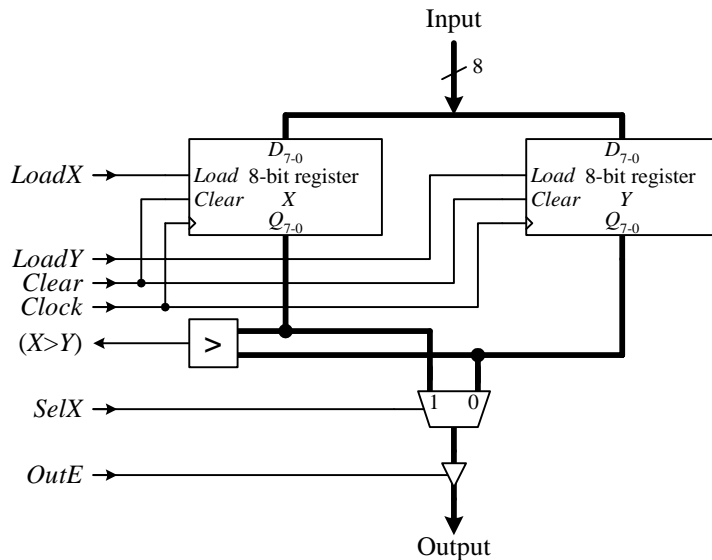 Input
8
D7-0
D7-0
LoadX
Load 8-bit register
Load 8-bit register
Clear X
Clear Y
Q7-0
Q7-0
LoadY
Clear
Clock
(X>Y)
>
1 0
SelX
OutE
Output